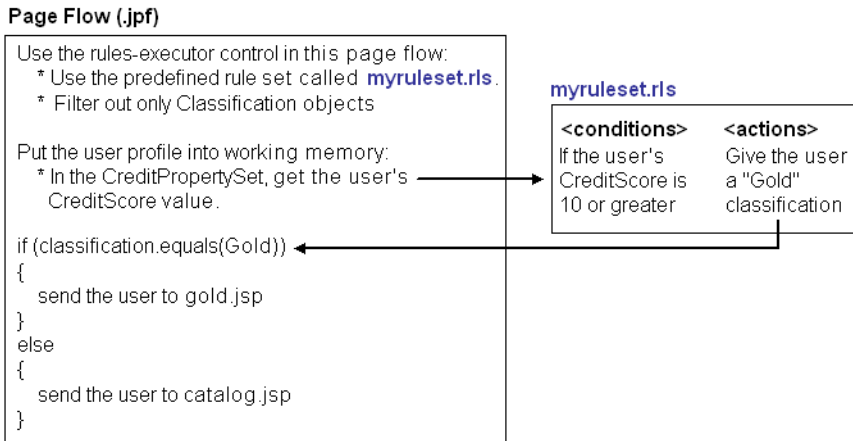 Page Flow (.jpf)
Use the rules-executor control in this page flow:
* Use the predefined rule set called myruleset.rls.
* Filter out only Classification objects
Put the user profile into working memory:
* In the CreditPropertySet, get the user's
CreditScore value.
if (classification.equals(Gold))
{
send the user to gold.jsp
}
else
{
send the user to catalog.jsp
}
myruleset.rls
<conditions>
If the user's
CreditScore is
10 or greater
<actions>
Give the user
a "Gold"
classification